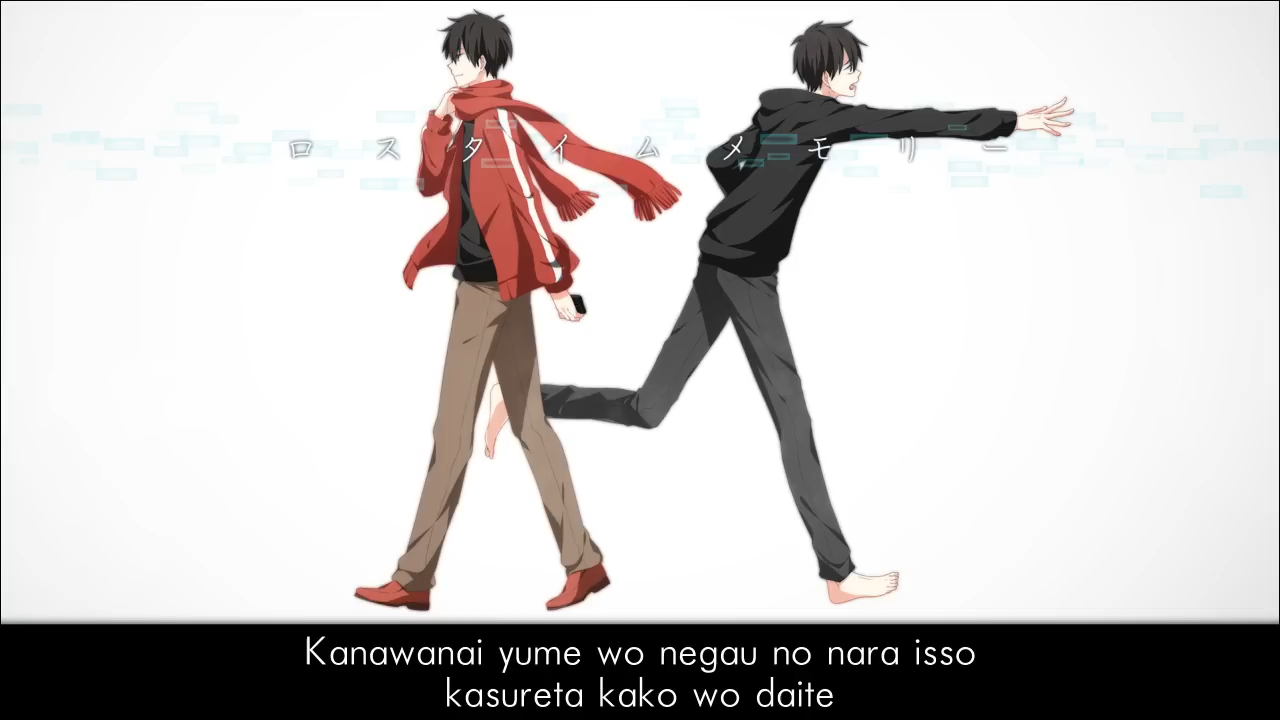 ロスタイムメモリー
Kanawanai yume wo negau no nara isso
kasureta kako wo daite